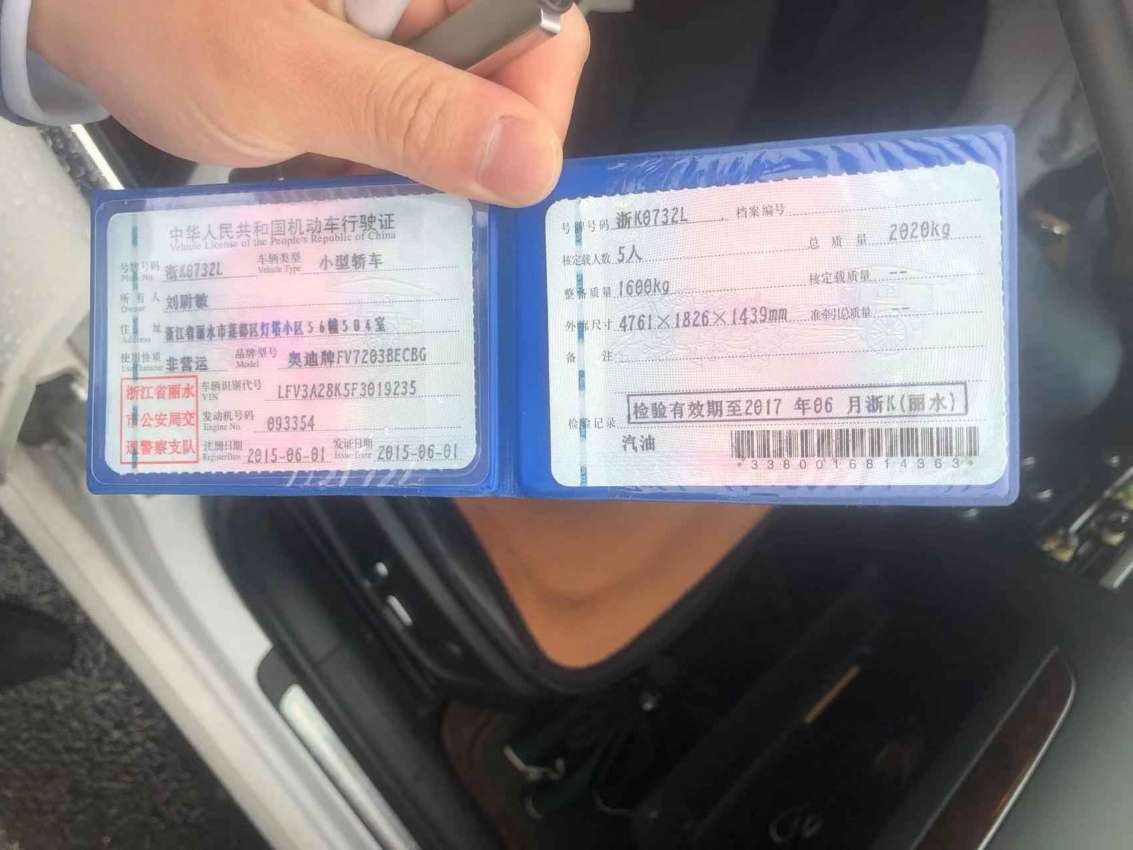 中华人民共和国机动车行驶证
Vehicle License of the People's Republic of China
号牌号码 浙K0732L 车辆类型 小型轿车
Plate No. Vehicle Type
所有人 刘尉敏
Owner
住址 浙江省丽水市莲都区灯塔小区56幢504室
Address
使用性质 非营运 品牌型号 奥迪牌FV7203BECBG
Use Character Model
浙江省丽水
市公安局交
通警察支队
车辆识别代号 LFV3A28K5F3019235
VIN
发动机号码 093354
Engine No.
注册日期 2015-06-01 发证日期 2015-06-01
Register Date Issue Date
号牌号码 浙K0732L 档案编号
核定载人数 5人 总质量 2020kg
整备质量 1600kg 核定载质量 --
外廓尺寸 4761×1826×1439mm 准牵引总质量 --
备注
检验记录 检验有效期至2017 年06 月浙K(丽水)
汽油
*3380016814363*